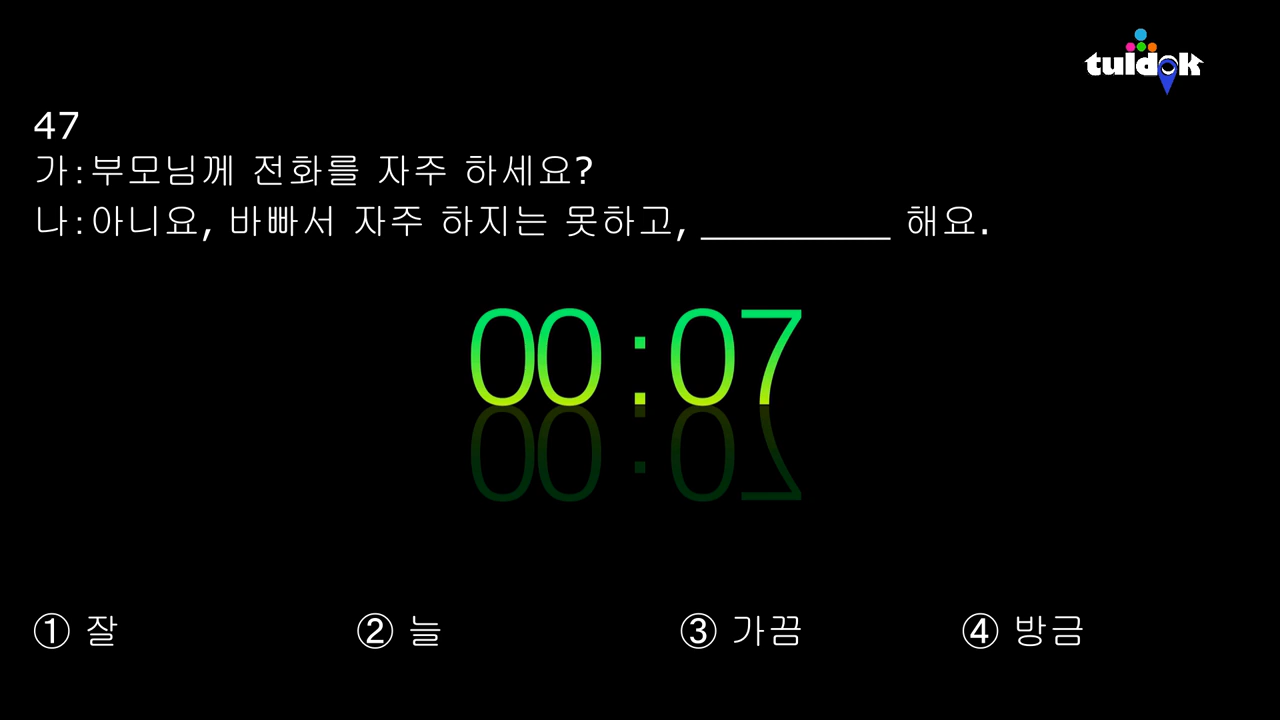 tuldok
47
가:부모님께 전화를 자주 하세요?
나:아니요, 바빠서 자주 하지는 못하고, __________ 해요.
00:07
① 잘 ② 늘 ③ 가끔 ④ 방금